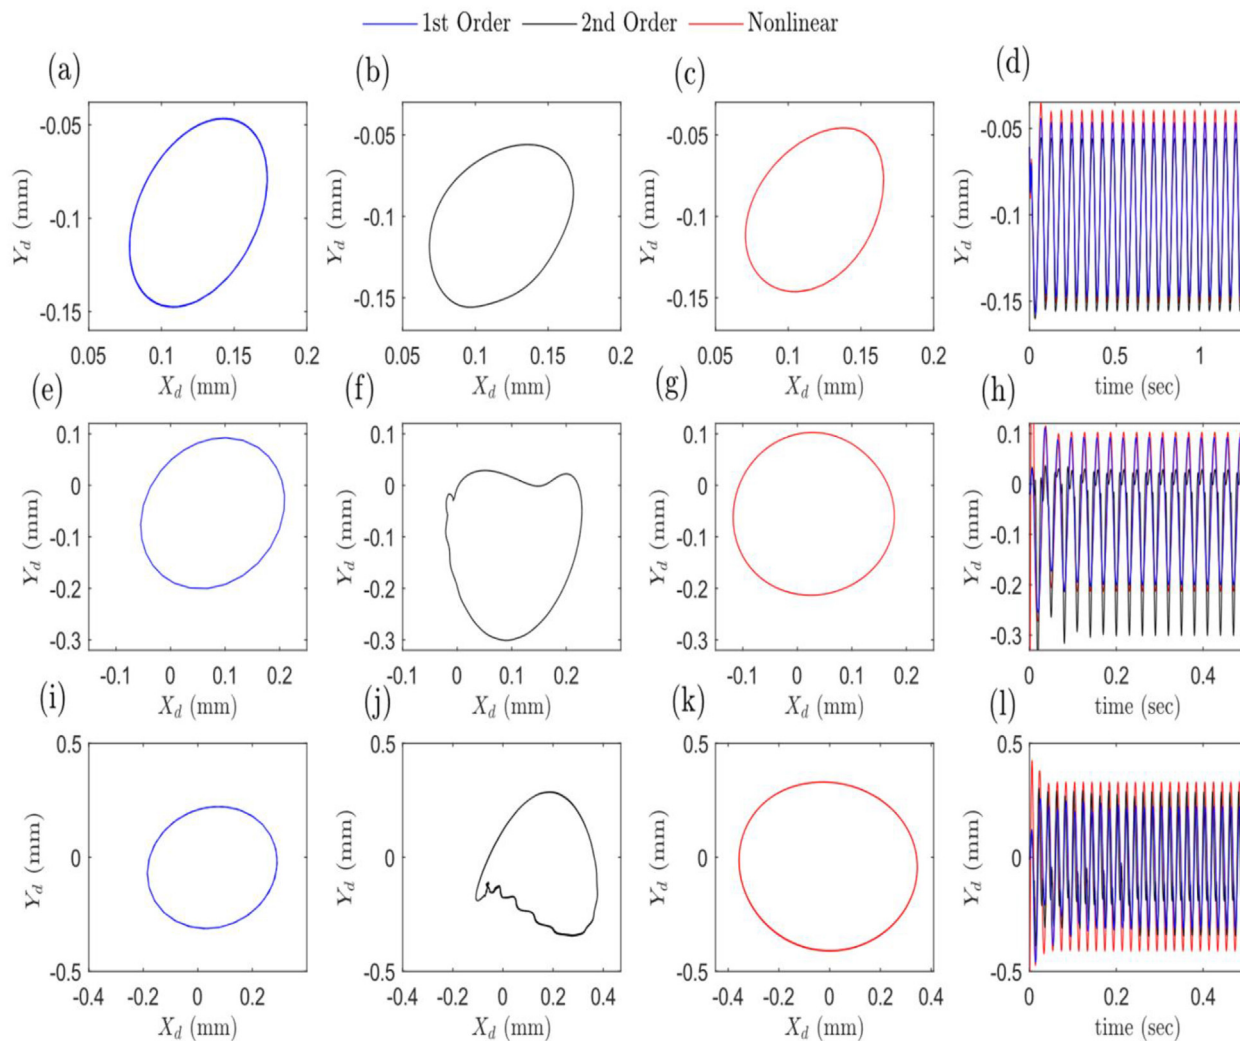 1st Order 2nd Order Nonlinear
(a) (b) (c) (d)
-0.05 -0.1 -0.15
Y_d (mm)
0.05 0.1 0.15 0.2
X_d (mm)
-0.05 -0.1 -0.15
Y_d (mm)
0.05 0.1 0.15 0.2
X_d (mm)
-0.05 -0.1 -0.15
Y_d (mm)
0.05 0.1 0.15 0.2
X_d (mm)
-0.05 -0.1 -0.15
Y_d (mm)
0 0.5 1
time (sec)
(e) (f) (g) (h)
0.1 0 -0.1 -0.2 -0.3
Y_d (mm)
-0.1 0 0.1 0.2
X_d (mm)
0.1 0 -0.1 -0.2 -0.3
Y_d (mm)
-0.1 0 0.1 0.2
X_d (mm)
0.1 0 -0.1 -0.2 -0.3
Y_d (mm)
-0.1 0 0.1 0.2
X_d (mm)
0.1 0 -0.1 -0.2 -0.3
Y_d (mm)
0 0.2 0.4
time (sec)
(i) (j) (k) (l)
0.5 0 -0.5
Y_d (mm)
-0.4 -0.2 0 0.2
X_d (mm)
0.5 0 -0.5
Y_d (mm)
-0.4 -0.2 0 0.2 0.4
X_d (mm)
0.5 0 -0.5
Y_d (mm)
-0.4 -0.2 0 0.2 0.4
X_d (mm)
0.5 0 -0.5
Y_d (mm)
0 0.2 0.4
time (sec)